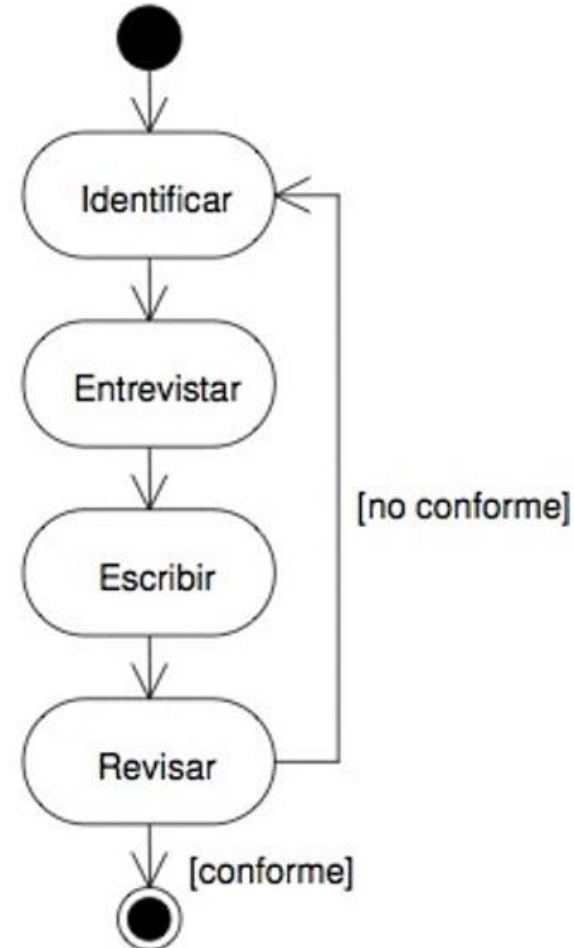 Identificar
Entrevistar
[no conforme]
Escribir
Revisar
[conforme]